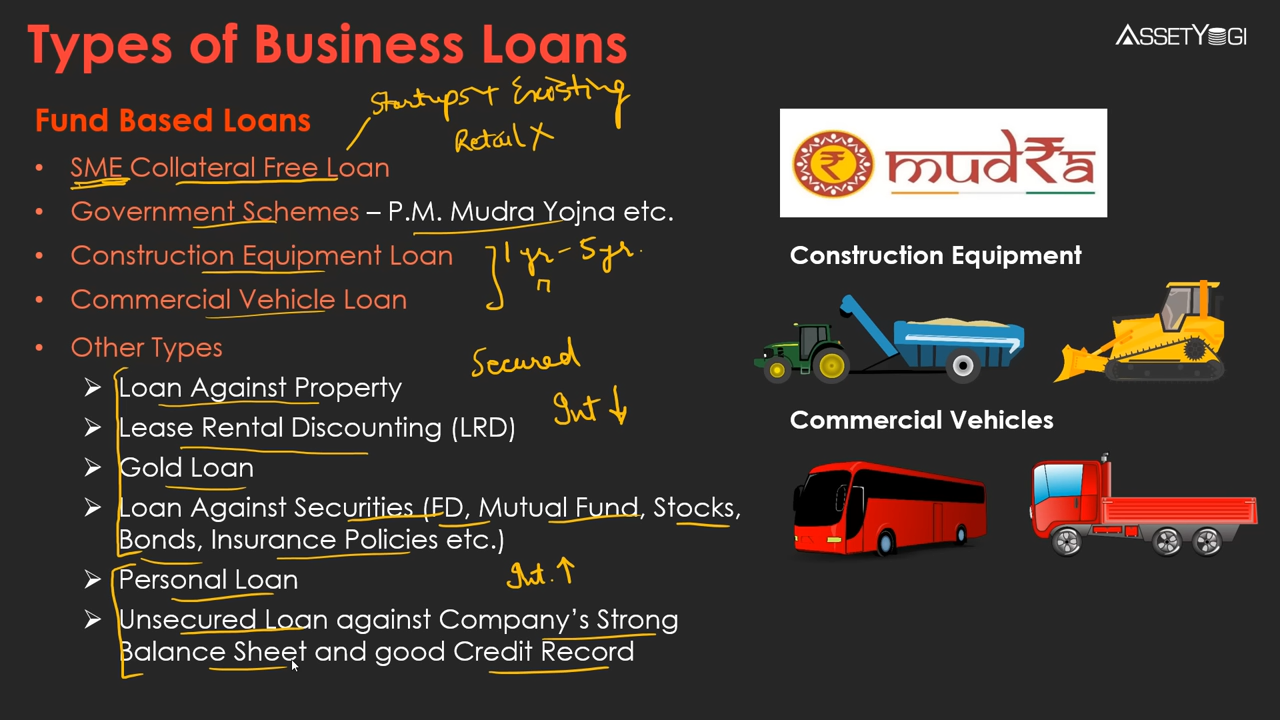 Types of Business Loans
ASSETYOGI
Startups + Existing
Fund Based Loans
Retail X
• SME Collateral Free Loan
mudra
• Government Schemes – P.M. Mudra Yojna etc.
• Construction Equipment Loan
1 yr – 5 yr.
Construction Equipment
• Commercial Vehicle Loan
• Other Types
Secured
➢ Loan Against Property
Int ↓
➢ Lease Rental Discounting (LRD)
Commercial Vehicles
➢ Gold Loan
➢ Loan Against Securities (FD, Mutual Fund, Stocks,
Bonds, Insurance Policies etc.)
➢ Personal Loan
Int. ↑
➢ Unsecured Loan against Company's Strong
Balance Sheet and good Credit Record